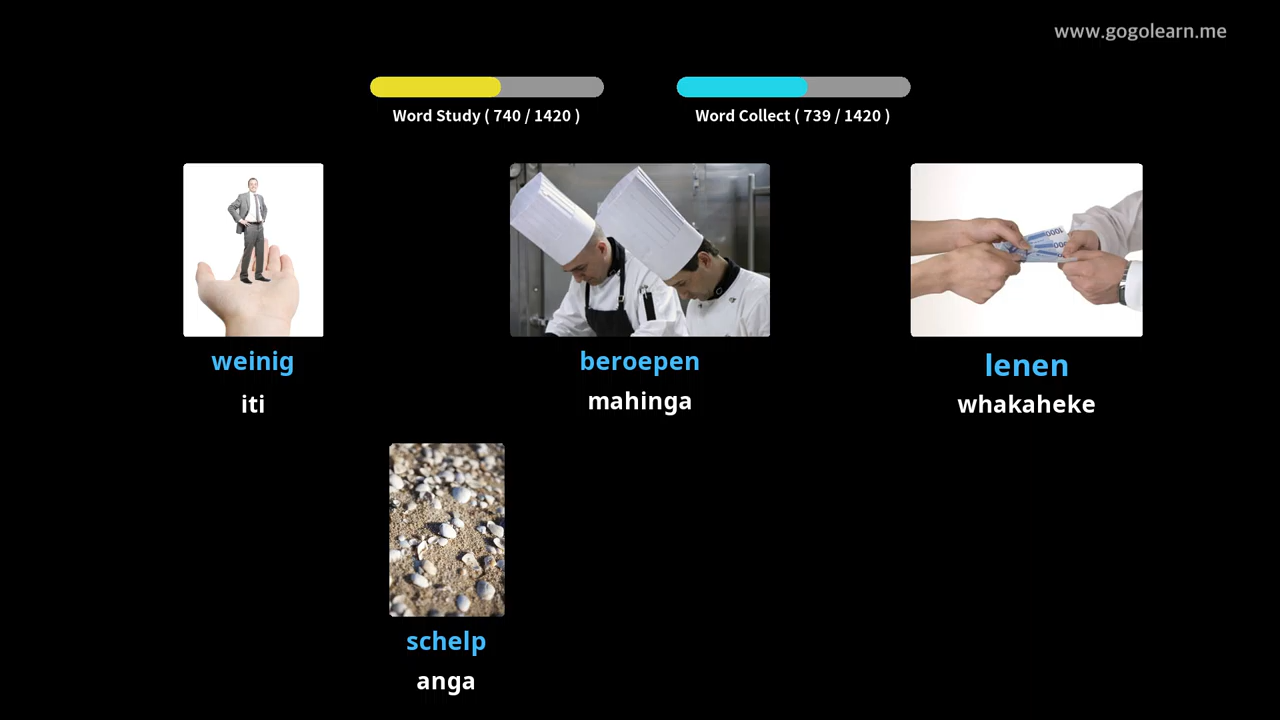 www.gogolearn.me
Word Study ( 740 / 1420 )
Word Collect ( 739 / 1420 )
weinig
iti
beroepen
mahinga
lenen
whakaheke
schelp
anga